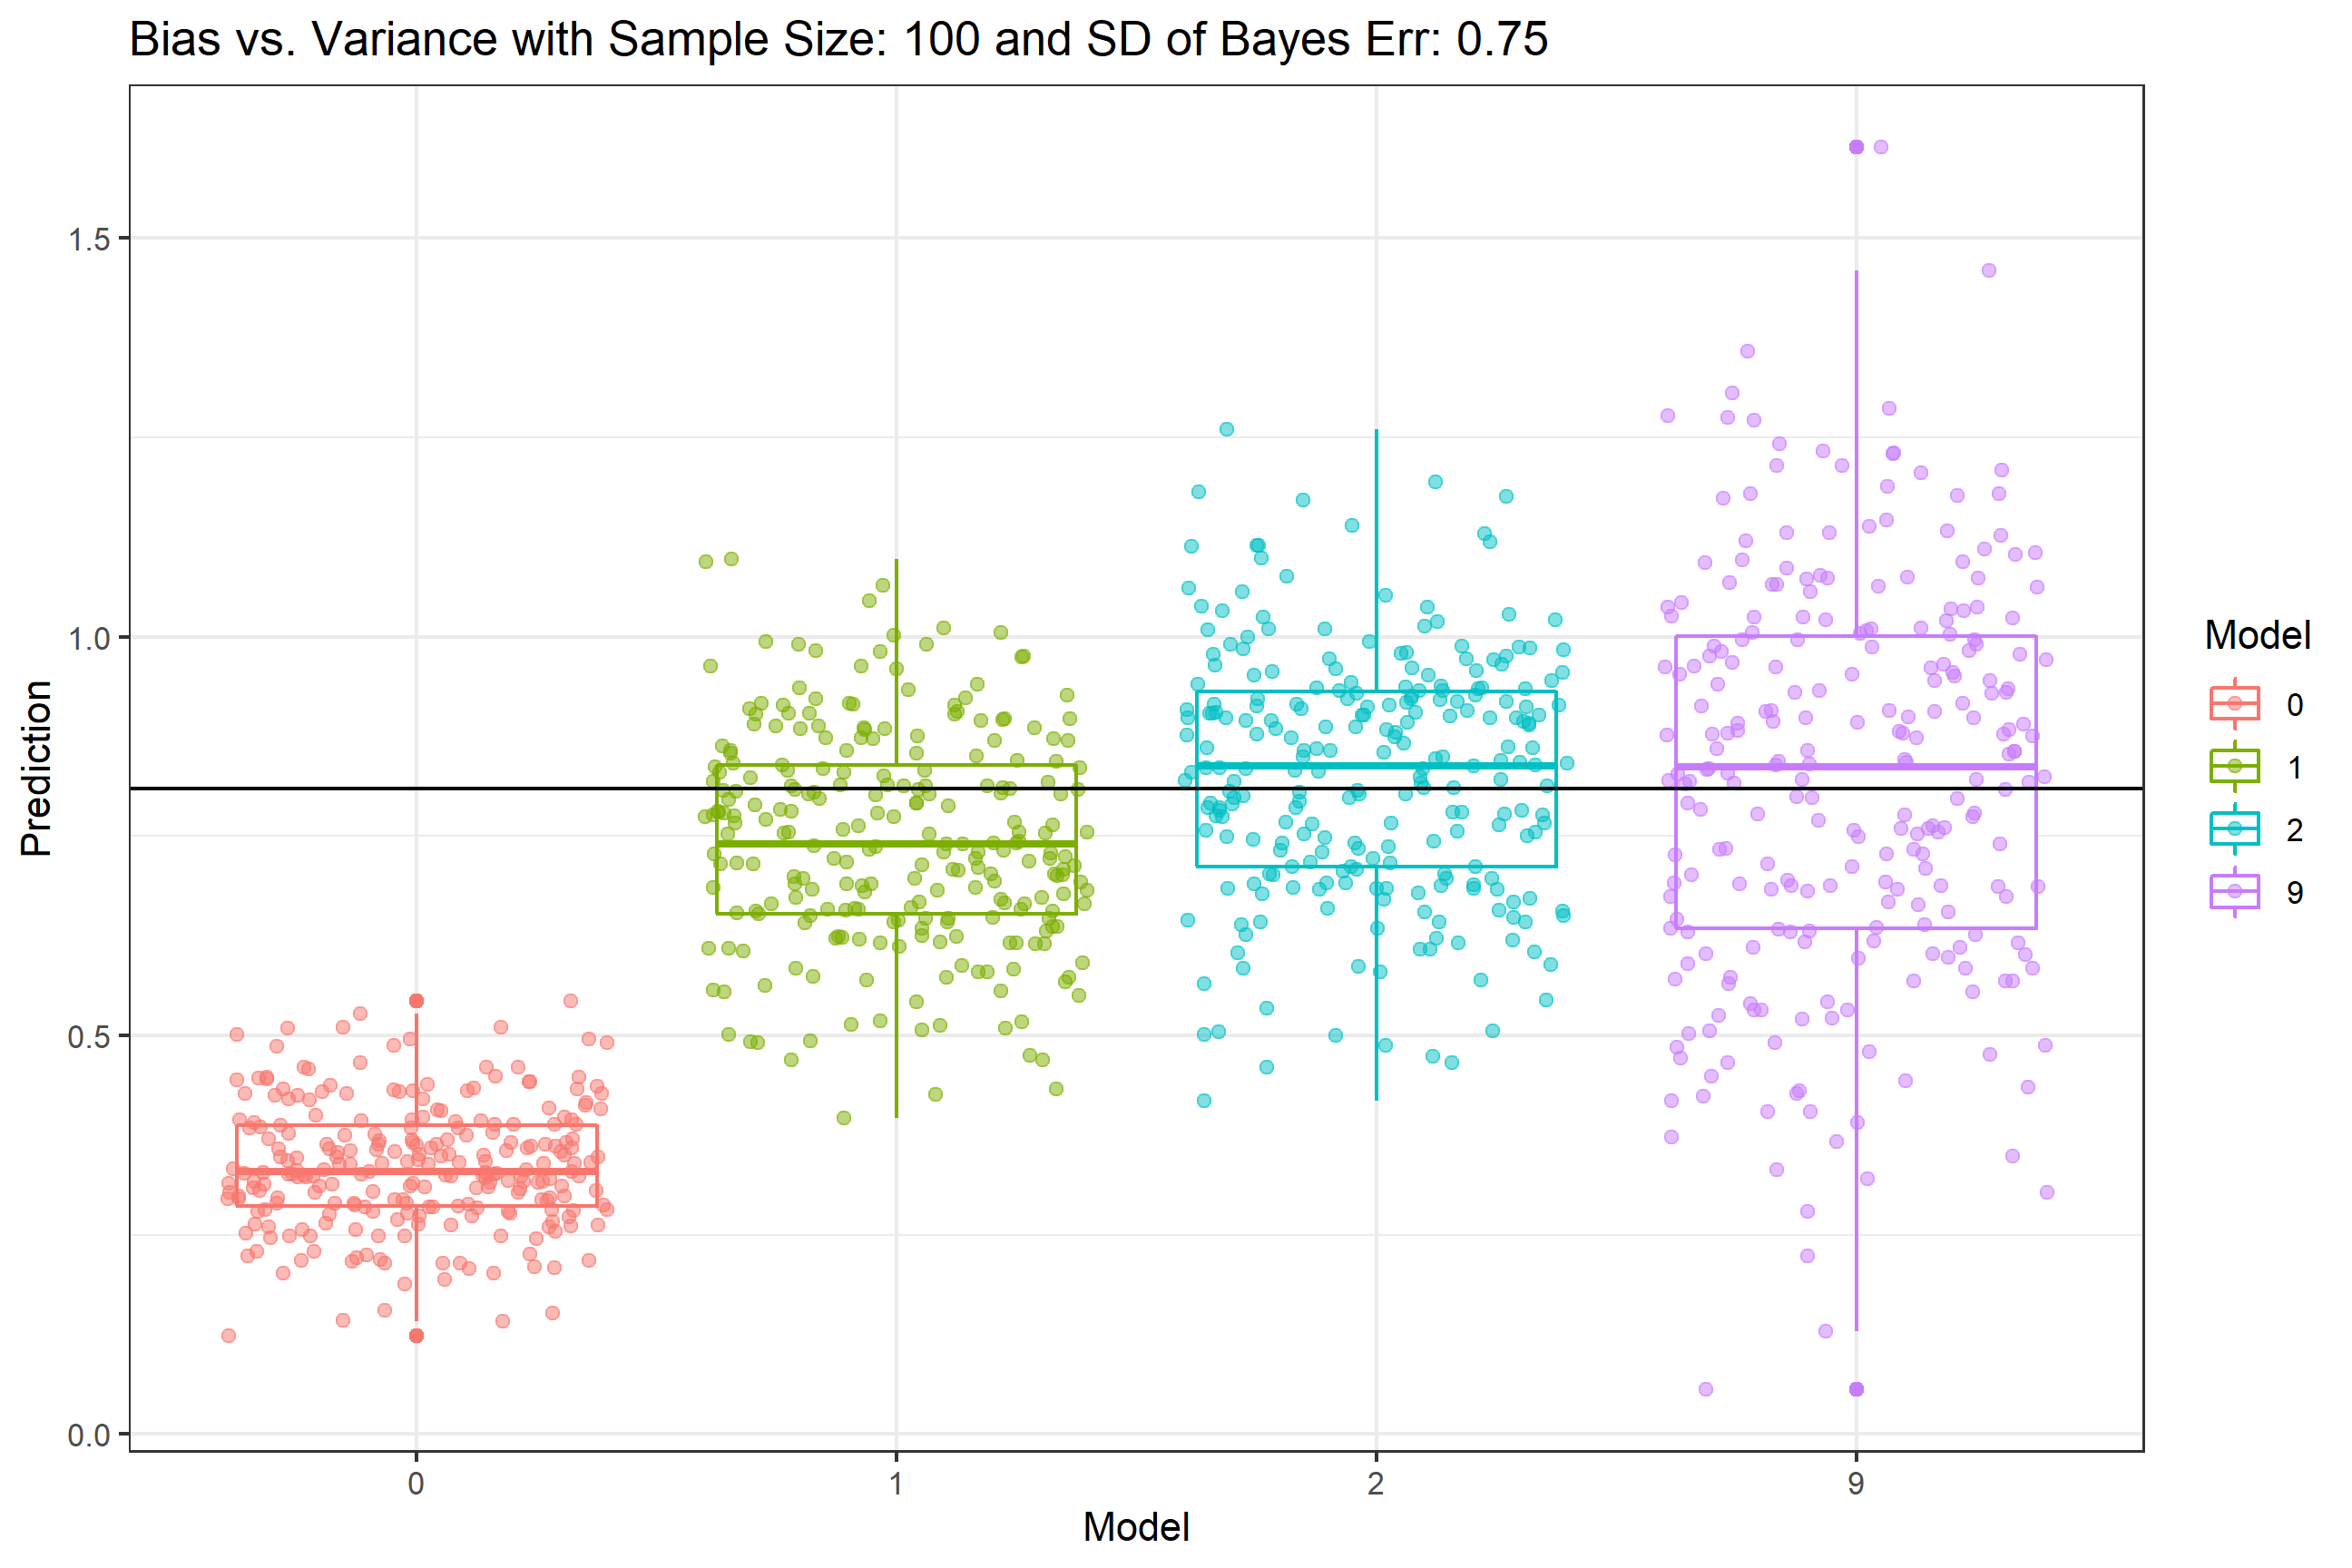 Bias vs. Variance with Sample Size: 100 and SD of Bayes Err: 0.75
1.5
1.0
0.5
0.0
Prediction
0 1 2 9
Model
Model
0
1
2
9